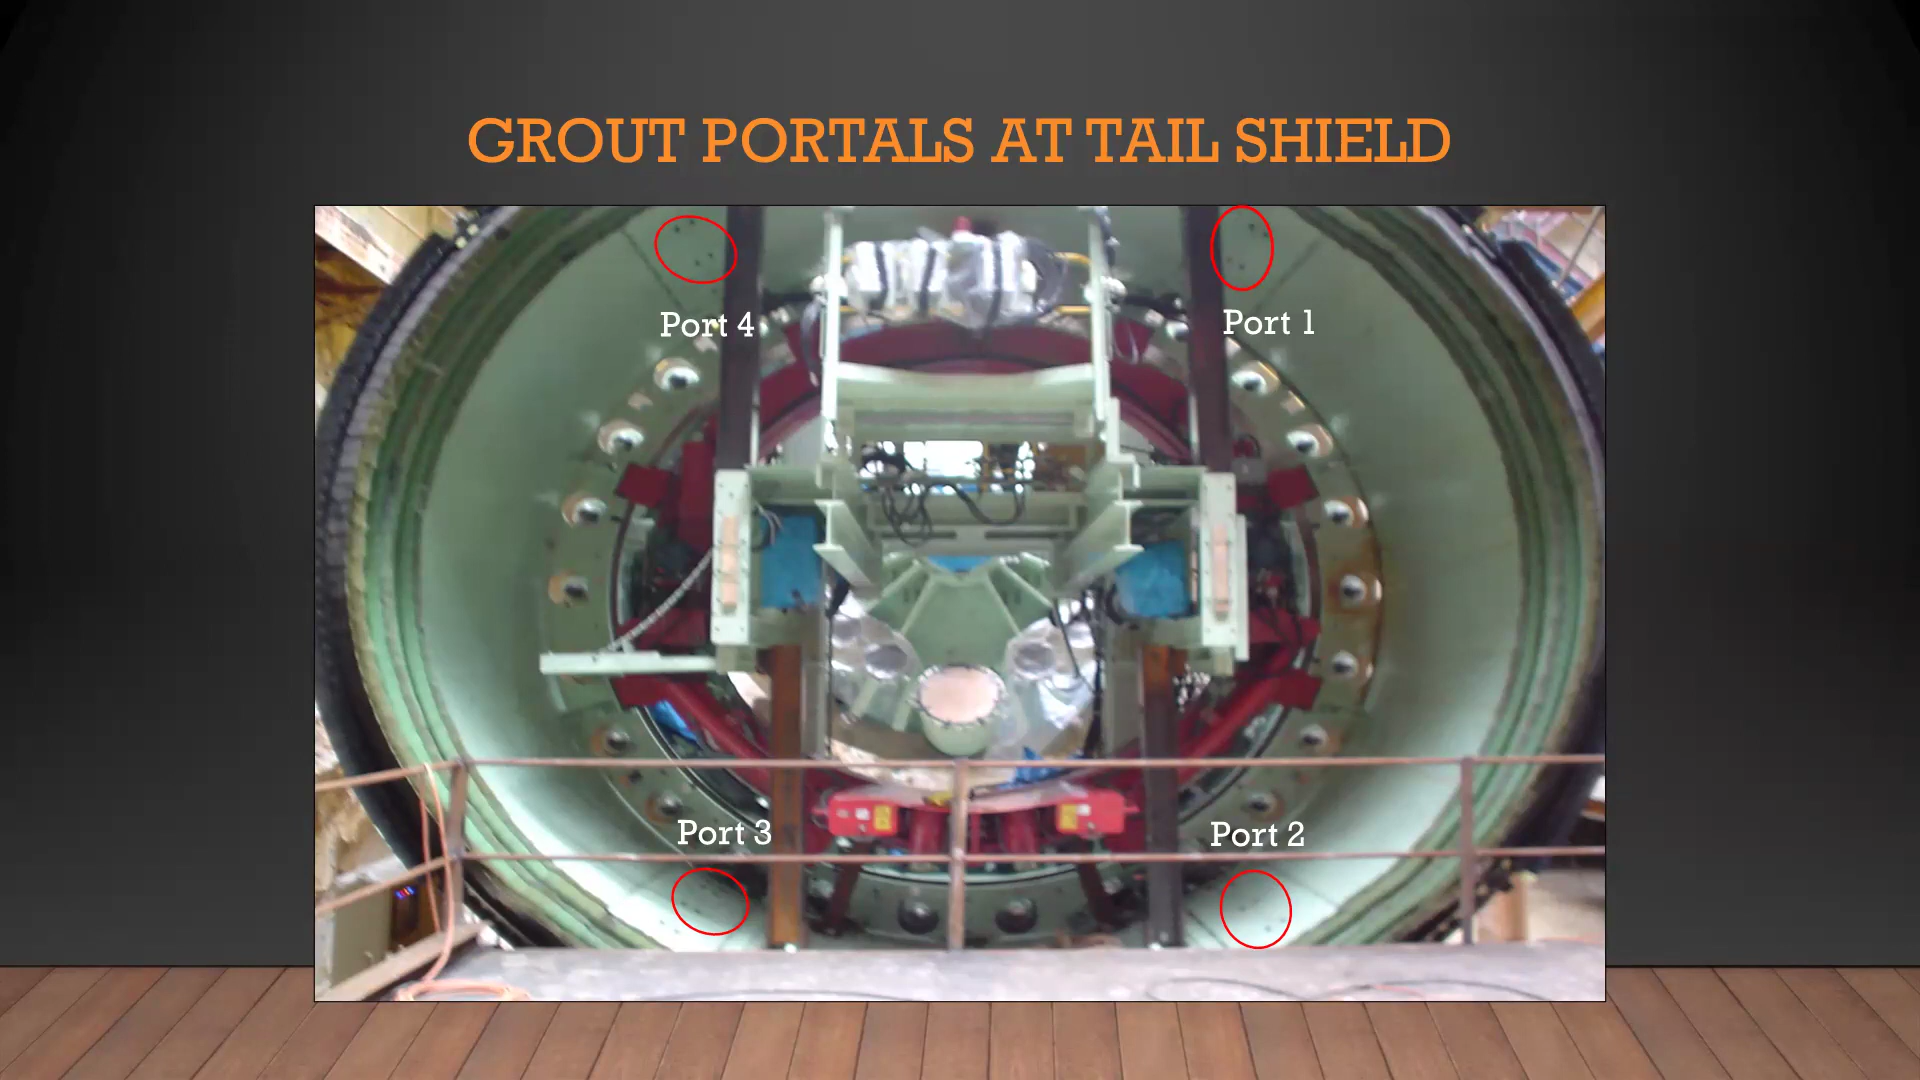 GROUT PORTALS AT TAIL SHIELD
Port 4
Port 1
Port 3
Port 2